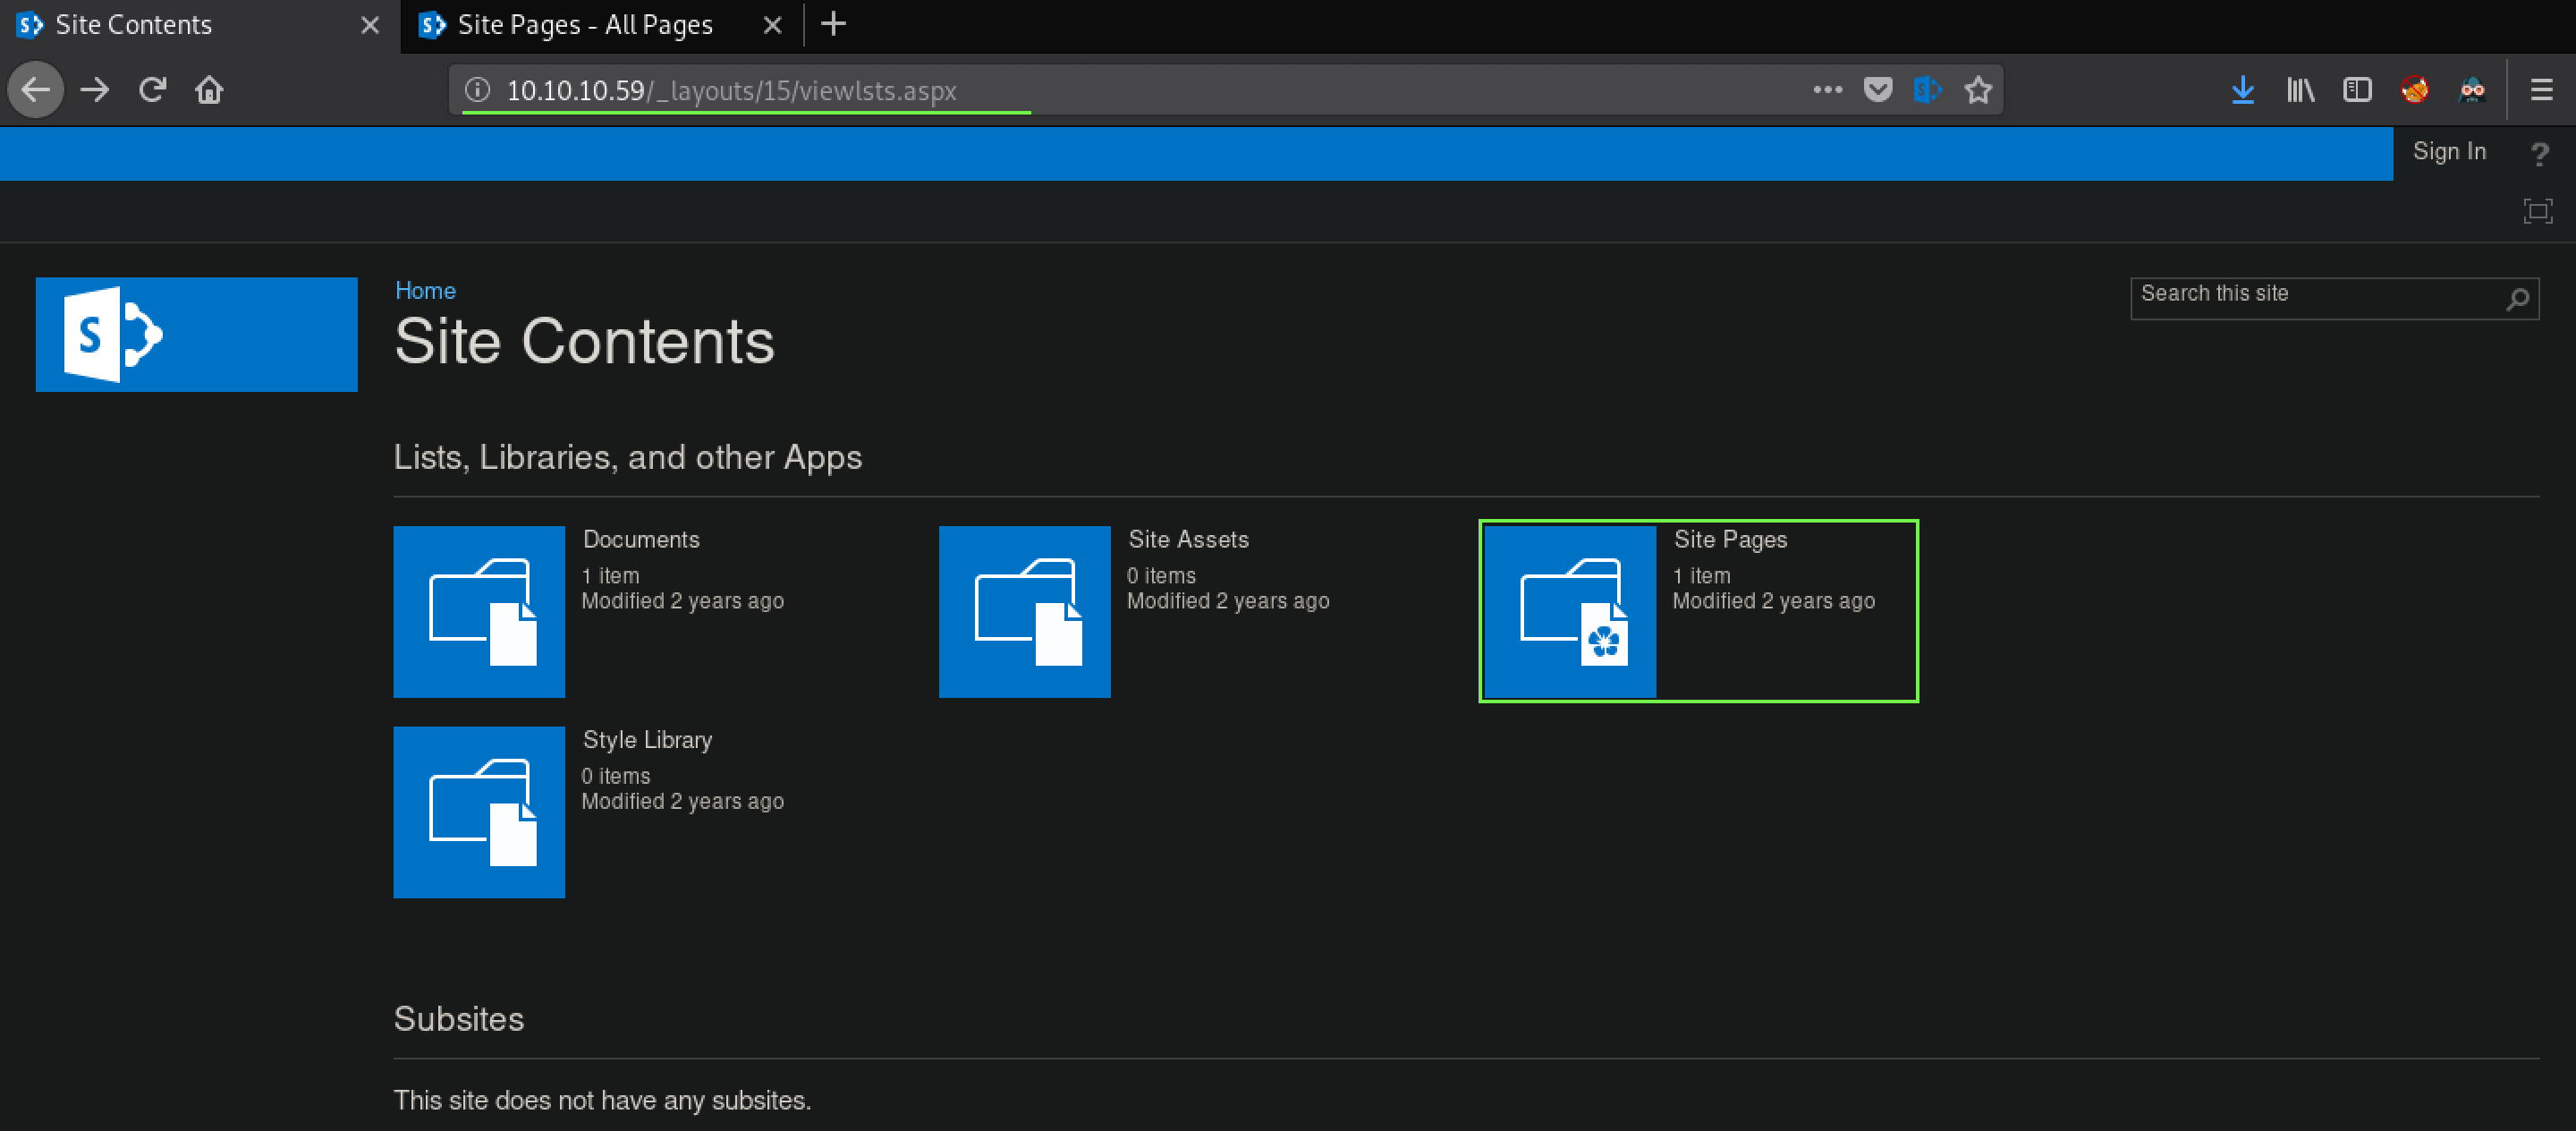 Site Contents
Site Pages - All Pages
10.10.10.59/_layouts/15/viewlsts.aspx
Sign In
?
S
Home
Site Contents
Search this site
Lists, Libraries, and other Apps
Documents
1 item
Modified 2 years ago
Site Assets
0 items
Modified 2 years ago
Site Pages
1 item
Modified 2 years ago
Style Library
0 items
Modified 2 years ago
Subsites
This site does not have any subsites.